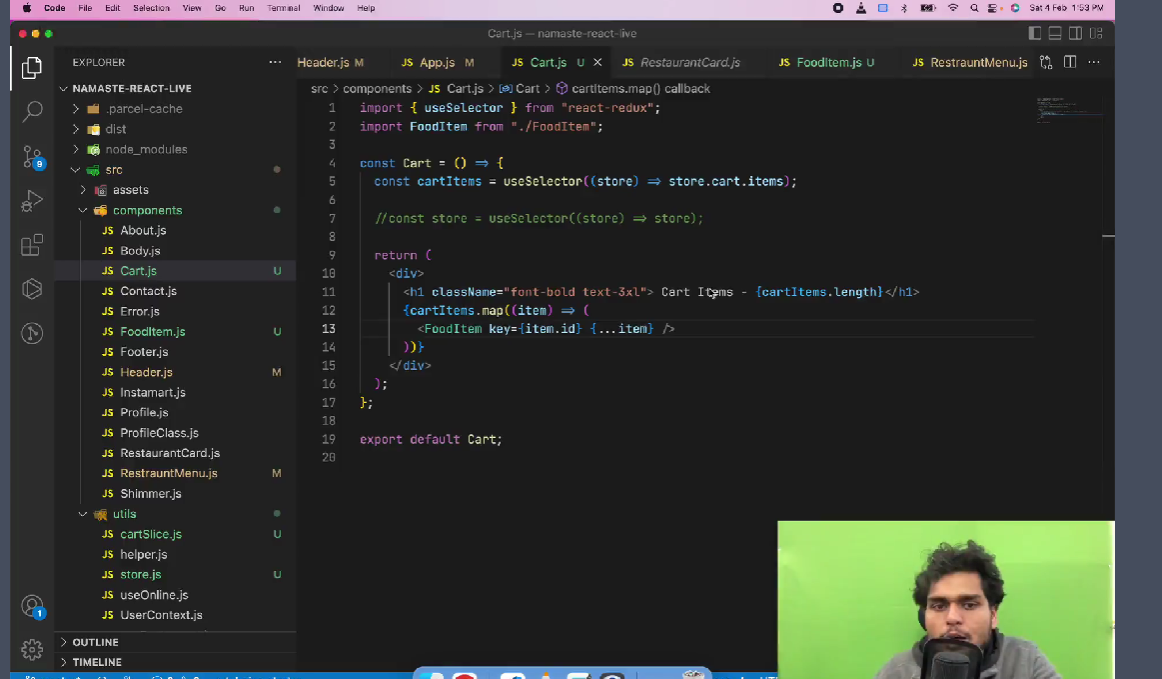 Code File Edit Selection View Go Run Terminal Window Help Sat 4 Feb 1:53 PM
Cart.js — namaste-react-live
EXPLORER ···
Header.js M App.js M Cart.js U RestaurantCard.js FoodItem.js U RestrauntMenu.js ···
NAMASTE-REACT-LIVE
.parcel-cache
dist
node_modules
src
assets
components
About.js
Body.js
Cart.js U
Contact.js
Error.js
FoodItem.js U
Footer.js
Header.js M
Instamart.js
Profile.js
ProfileClass.js
RestaurantCard.js
RestrauntMenu.js M
Shimmer.js
utils
cartSlice.js U
helper.js
store.js U
useOnline.js
UserContext.js
OUTLINE
TIMELINE
9
1
src > components > JS Cart.js > Cart > cartItems.map() callback
1 import { useSelector } from "react-redux";
2 import FoodItem from "./FoodItem";
3
4 const Cart = () => {
5 const cartItems = useSelector((store) => store.cart.items);
6
7 //const store = useSelector((store) => store);
8
9 return (
10 <div>
11 <h1 className="font-bold text-3xl"> Cart Items - {cartItems.length}</h1>
12 {cartItems.map((item) => (
13 <FoodItem key={item.id} {...item} />
14 ))}
15 </div>
16 );
17 };
18
19 export default Cart;
20